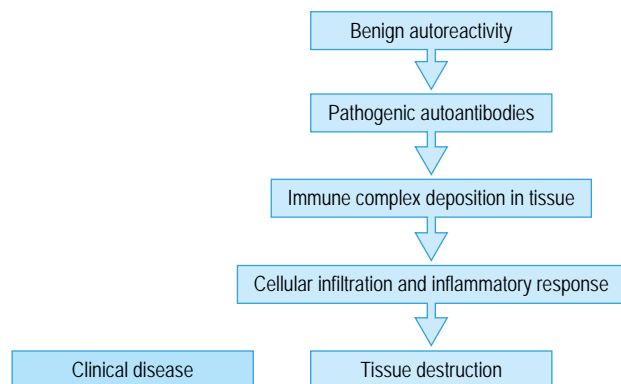 Benign autoreactivity
Pathogenic autoantibodies
Immune complex deposition in tissue
Cellular infiltration and inflammatory response
Clinical disease
Tissue destruction